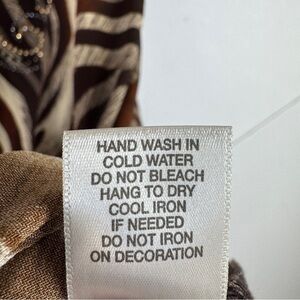 HAND WASH IN
COLD WATER
DO NOT BLEACH
HANG TO DRY
COOL IRON
IF NEEDED
DO NOT IRON
ON DECORATION